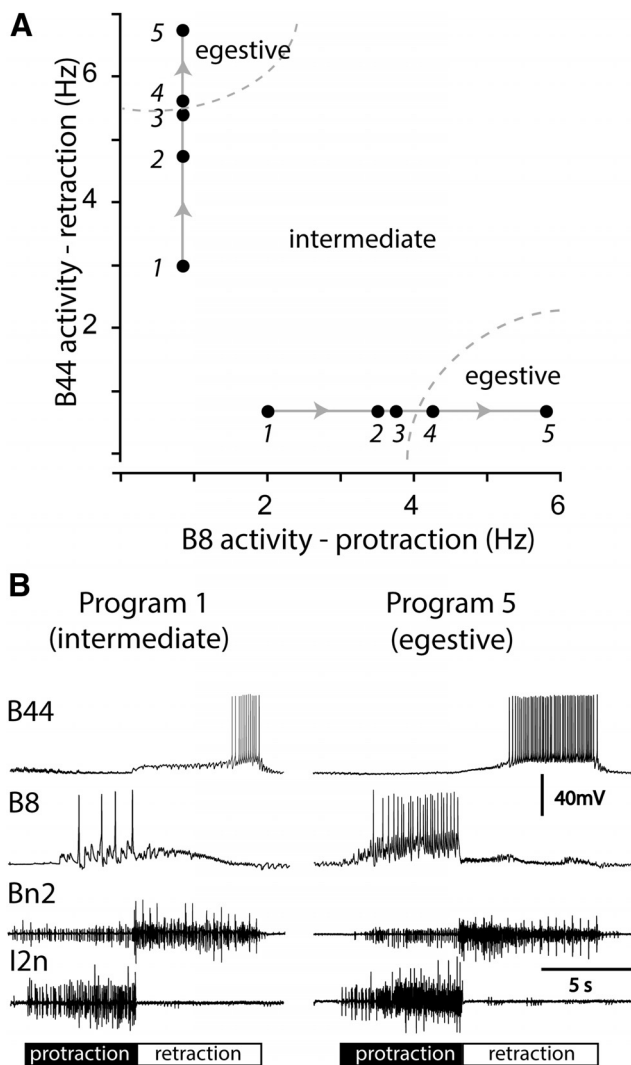 A
B44 activity - retraction (Hz)
6
4
2
5
4
3
2
1
egestive
intermediate
egestive
1
2
3
4
5
2
4
6
B8 activity - protraction (Hz)
B
Program 1
(intermediate)
Program 5
(egestive)
B44
40mV
B8
Bn2
I2n
5 s
protraction
retraction
protraction
retraction